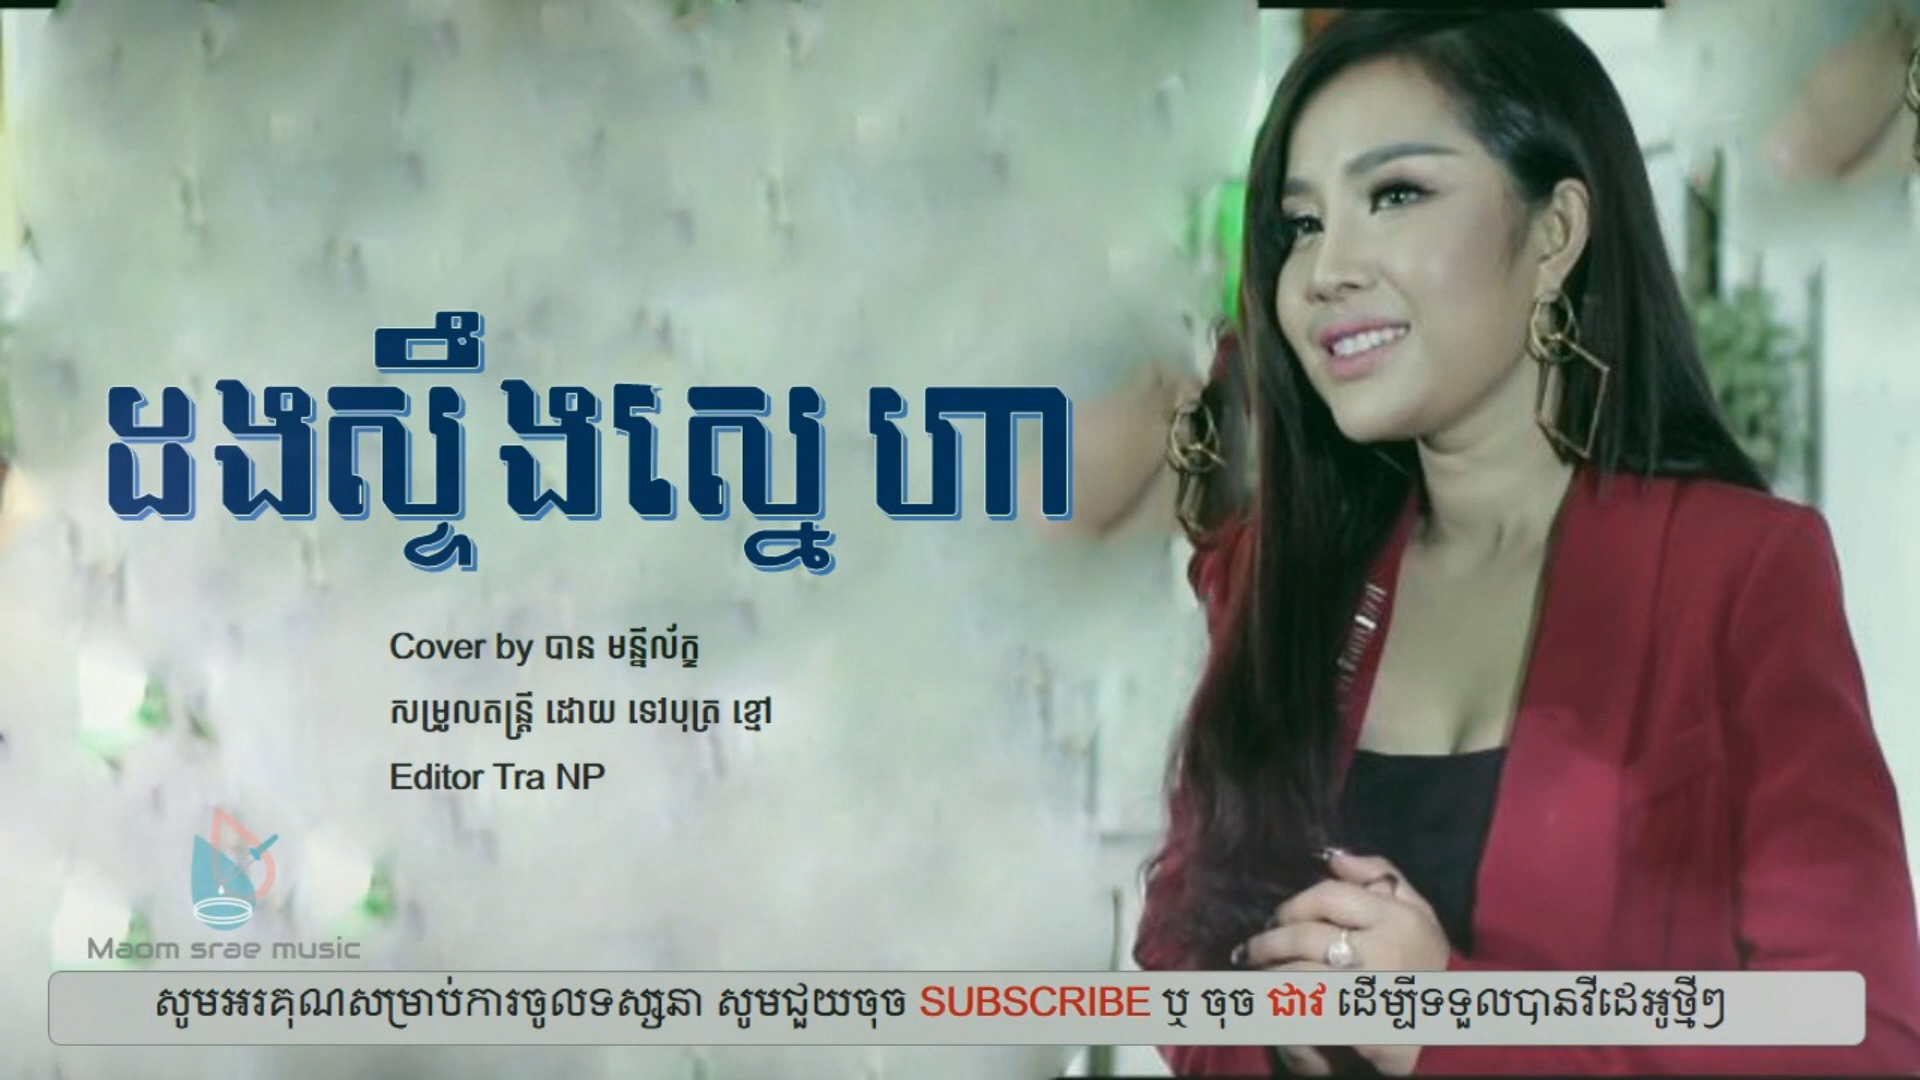 ដងស្ទឹងស្នេហា
Cover by បាន មន្នីល័ក្ខ
សម្រួលតន្ត្រី ដោយ ទេវបុត្រ ខ្មៅ
Editor Tra NP
Maom srae music
សូមអរគុណសម្រាប់ការចូលទស្សនា សូមជួយចុច SUBSCRIBE ឬ ចុច ជាវ ដើម្បីទទួលបានវីដេអូថ្មីៗ